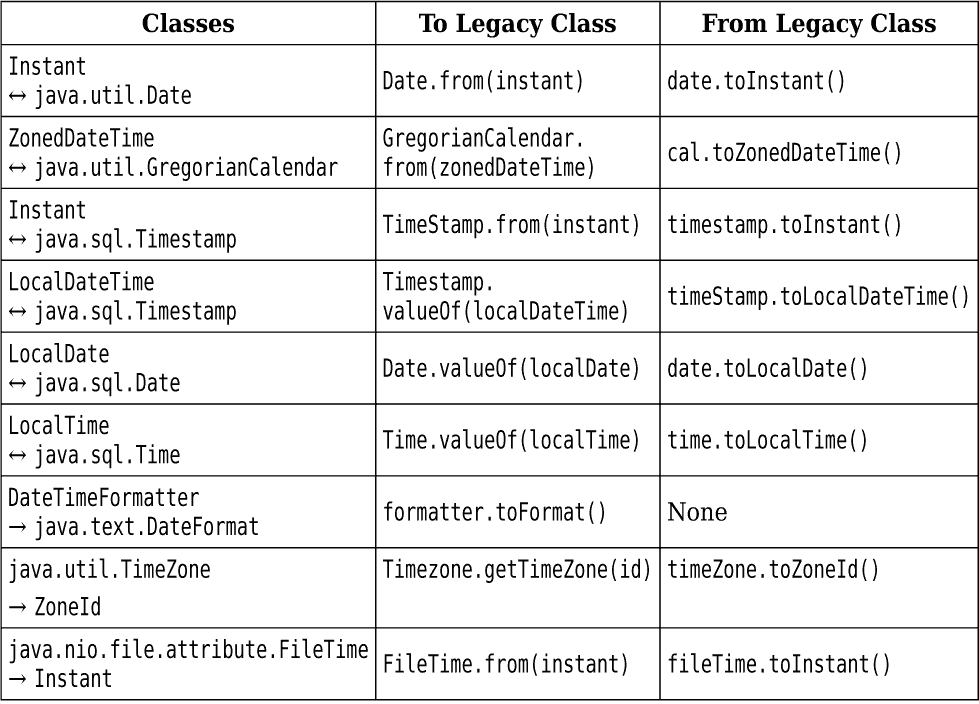 Classes To Legacy Class From Legacy Class
Instant
↔ java.util.Date
Date.from(instant)
date.toInstant()
ZonedDateTime
↔ java.util.GregorianCalendar
GregorianCalendar.
from(zonedDateTime)
cal.toZonedDateTime()
Instant
↔ java.sql.Timestamp
TimeStamp.from(instant)
timestamp.toInstant()
LocalDateTime
↔ java.sql.Timestamp
Timestamp.
valueOf(localDateTime)
timeStamp.toLocalDateTime()
LocalDate
↔ java.sql.Date
Date.valueOf(localDate)
date.toLocalDate()
LocalTime
↔ java.sql.Time
Time.valueOf(localTime)
time.toLocalTime()
DateTimeFormatter
→ java.text.DateFormat
formatter.toFormat()
None
java.util.TimeZone
→ ZoneId
Timezone.getTimeZone(id)
timeZone.toZoneId()
java.nio.file.attribute.FileTime
→ Instant
FileTime.from(instant)
fileTime.toInstant()